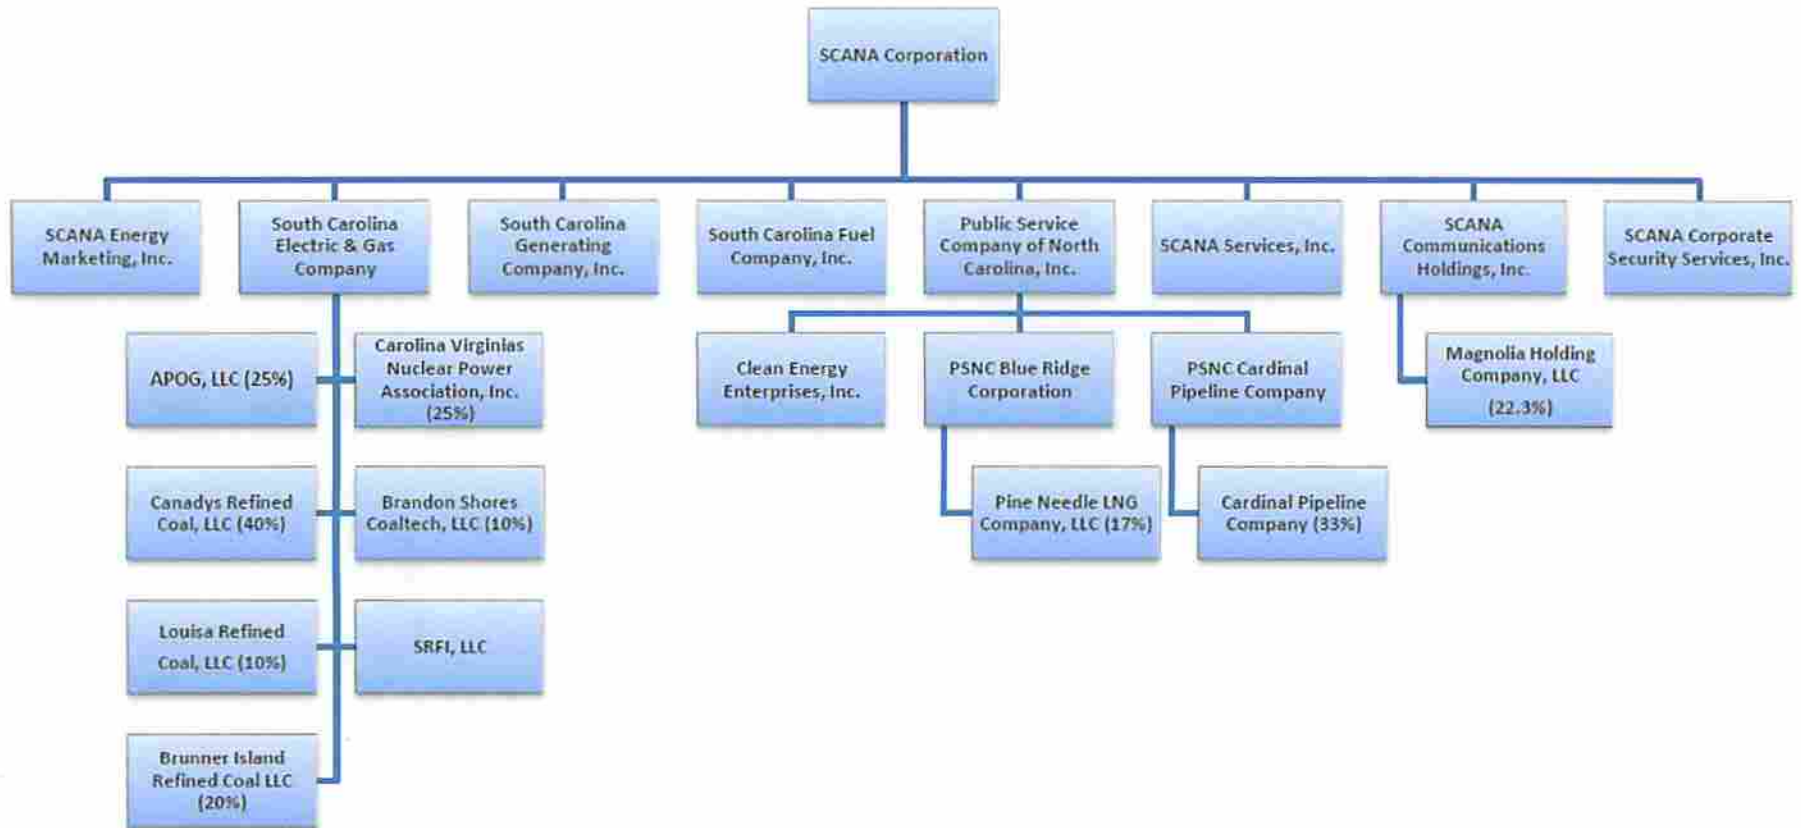 SCANA Corporation
SCANA Energy
Marketing, Inc.
South Carolina
Electric & Gas
Company
South Carolina
Generating
Company, Inc.
South Carolina Fuel
Company, Inc.
Public Service
Company of North
Carolina, Inc.
SCANA Services, Inc.
SCANA
Communications
Holdings, Inc.
SCANA Corporate
Security Services, Inc.
APOG, LLC (25%)
Carolina Virginias
Nuclear Power
Association, Inc.
(25%)
Clean Energy
Enterprises, Inc.
PSNC Blue Ridge
Corporation
PSNC Cardinal
Pipeline Company
Magnolia Holding
Company, LLC
(22.3%)
Canadys Refined
Coal, LLC (40%)
Brandon Shores
Coaltech, LLC (10%)
Pine Needle LNG
Company, LLC (17%)
Cardinal Pipeline
Company (33%)
Louisa Refined
Coal, LLC (10%)
SRFI, LLC
Brunner Island
Refined Coal LLC
(20%)